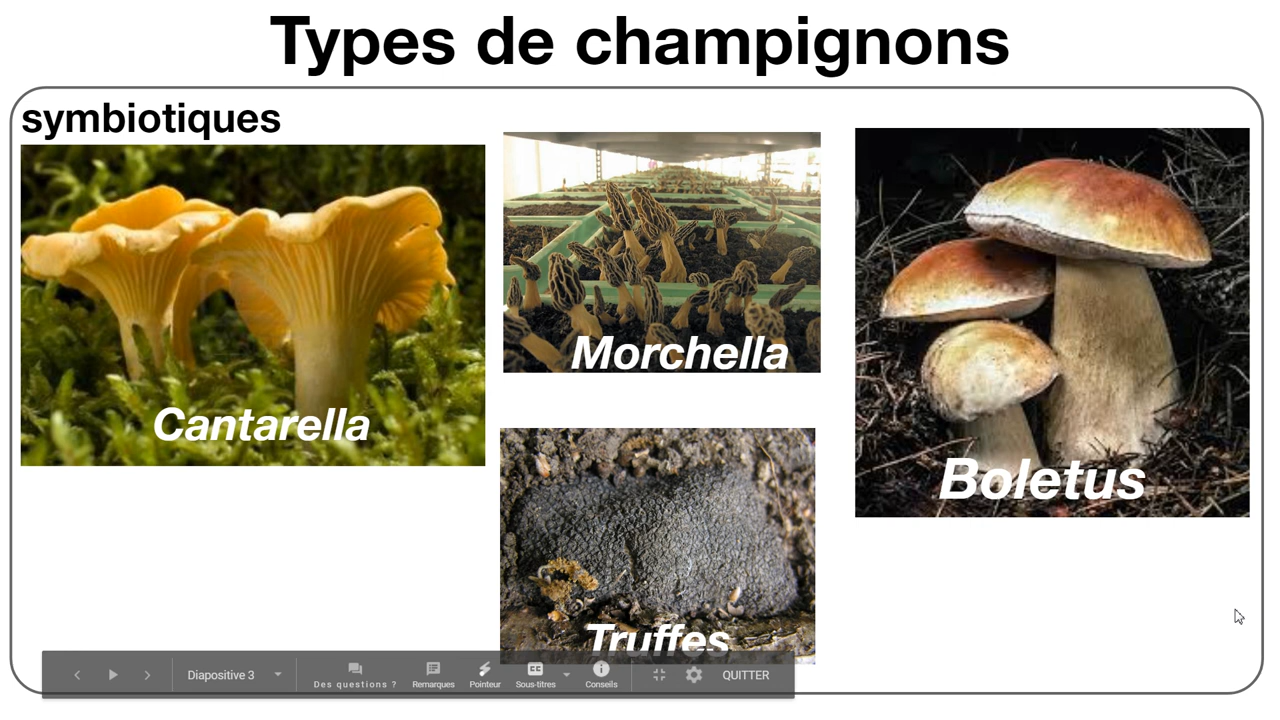 Types de champignons
symbiotiques
Cantarella
Morchella
Boletus
Truffes
Diapositive 3
Des questions ?
Remarques
Pointeur
Sous-titres
Conseils
QUITTER